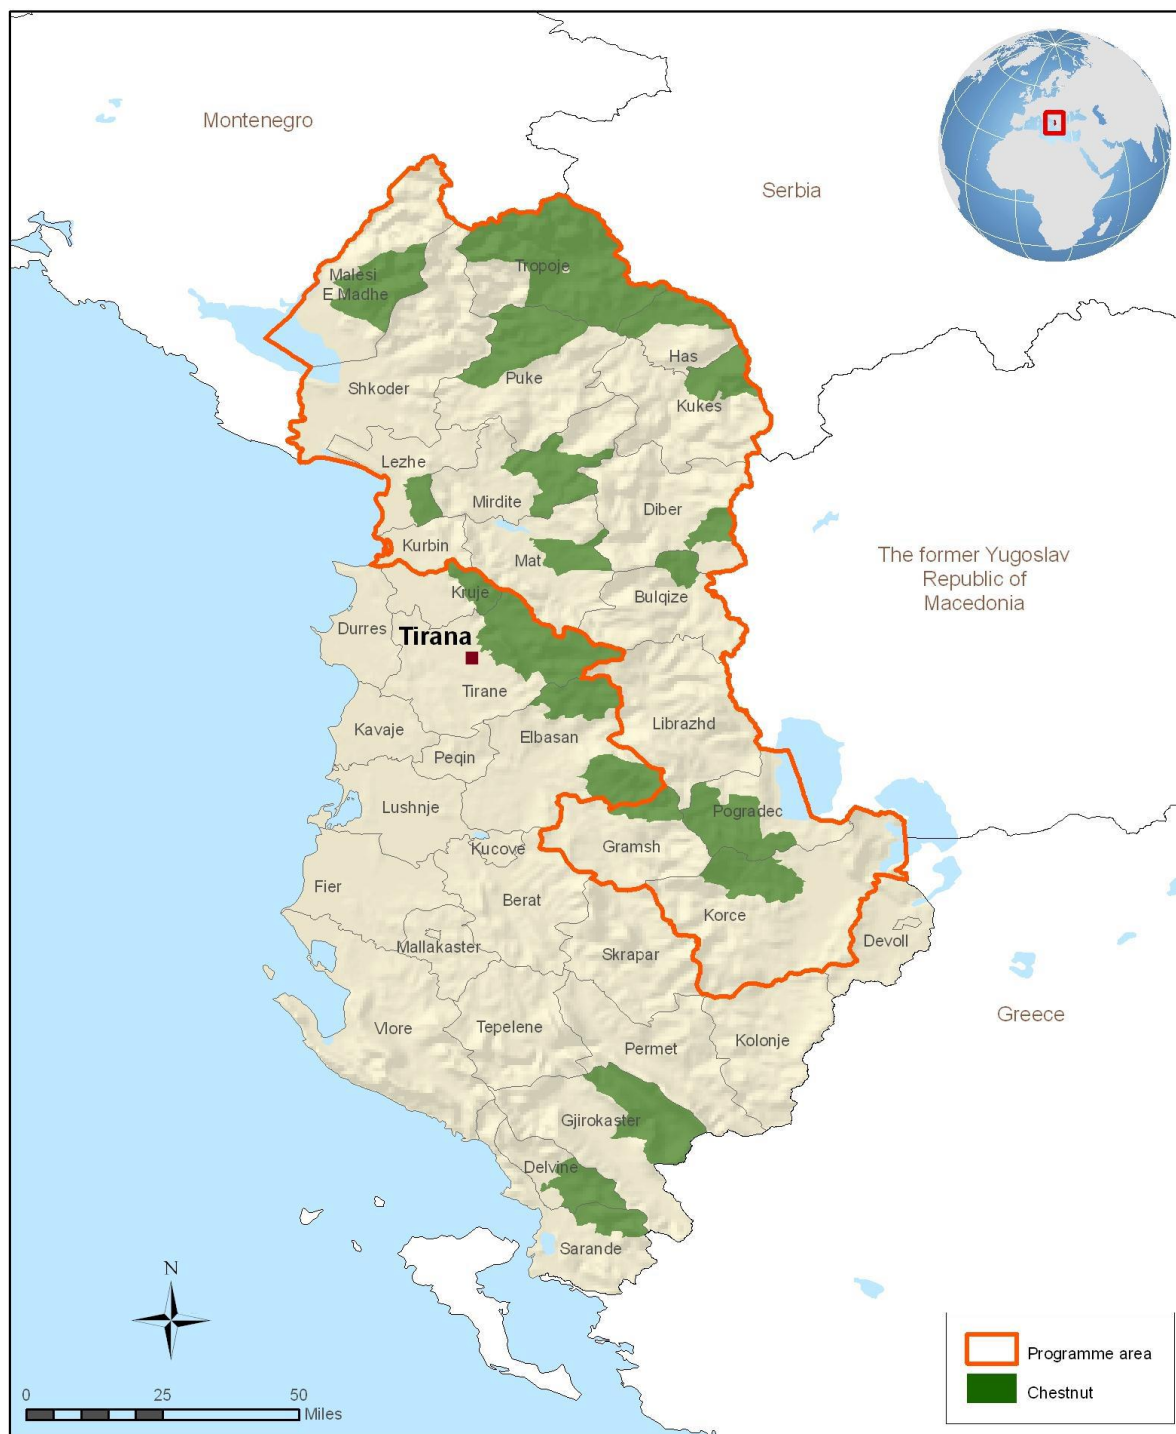 Montenegro
Serbia
Tropoje
Malesi
E Madhe
Has
Puke
Shkoder
Kukes
Lezhe
Mirdite
Diber
Kurbin
Mat
The former Yugoslav
Republic of
Macedonia
Kruje
Bulqize
Durres
Tirana
Tirane
Librazhd
Kavaje
Elbasan
Peqin
Lushnje
Pogradec
Kucove
Gramsh
Fier
Berat
Korce
Mallakaster
Skrapar
Devoll
Greece
Vlore
Tepelene
Permet
Kolonje
Gjirokaster
Delvine
Sarande
N
Programme area
Chestnut
0 25 50
Miles